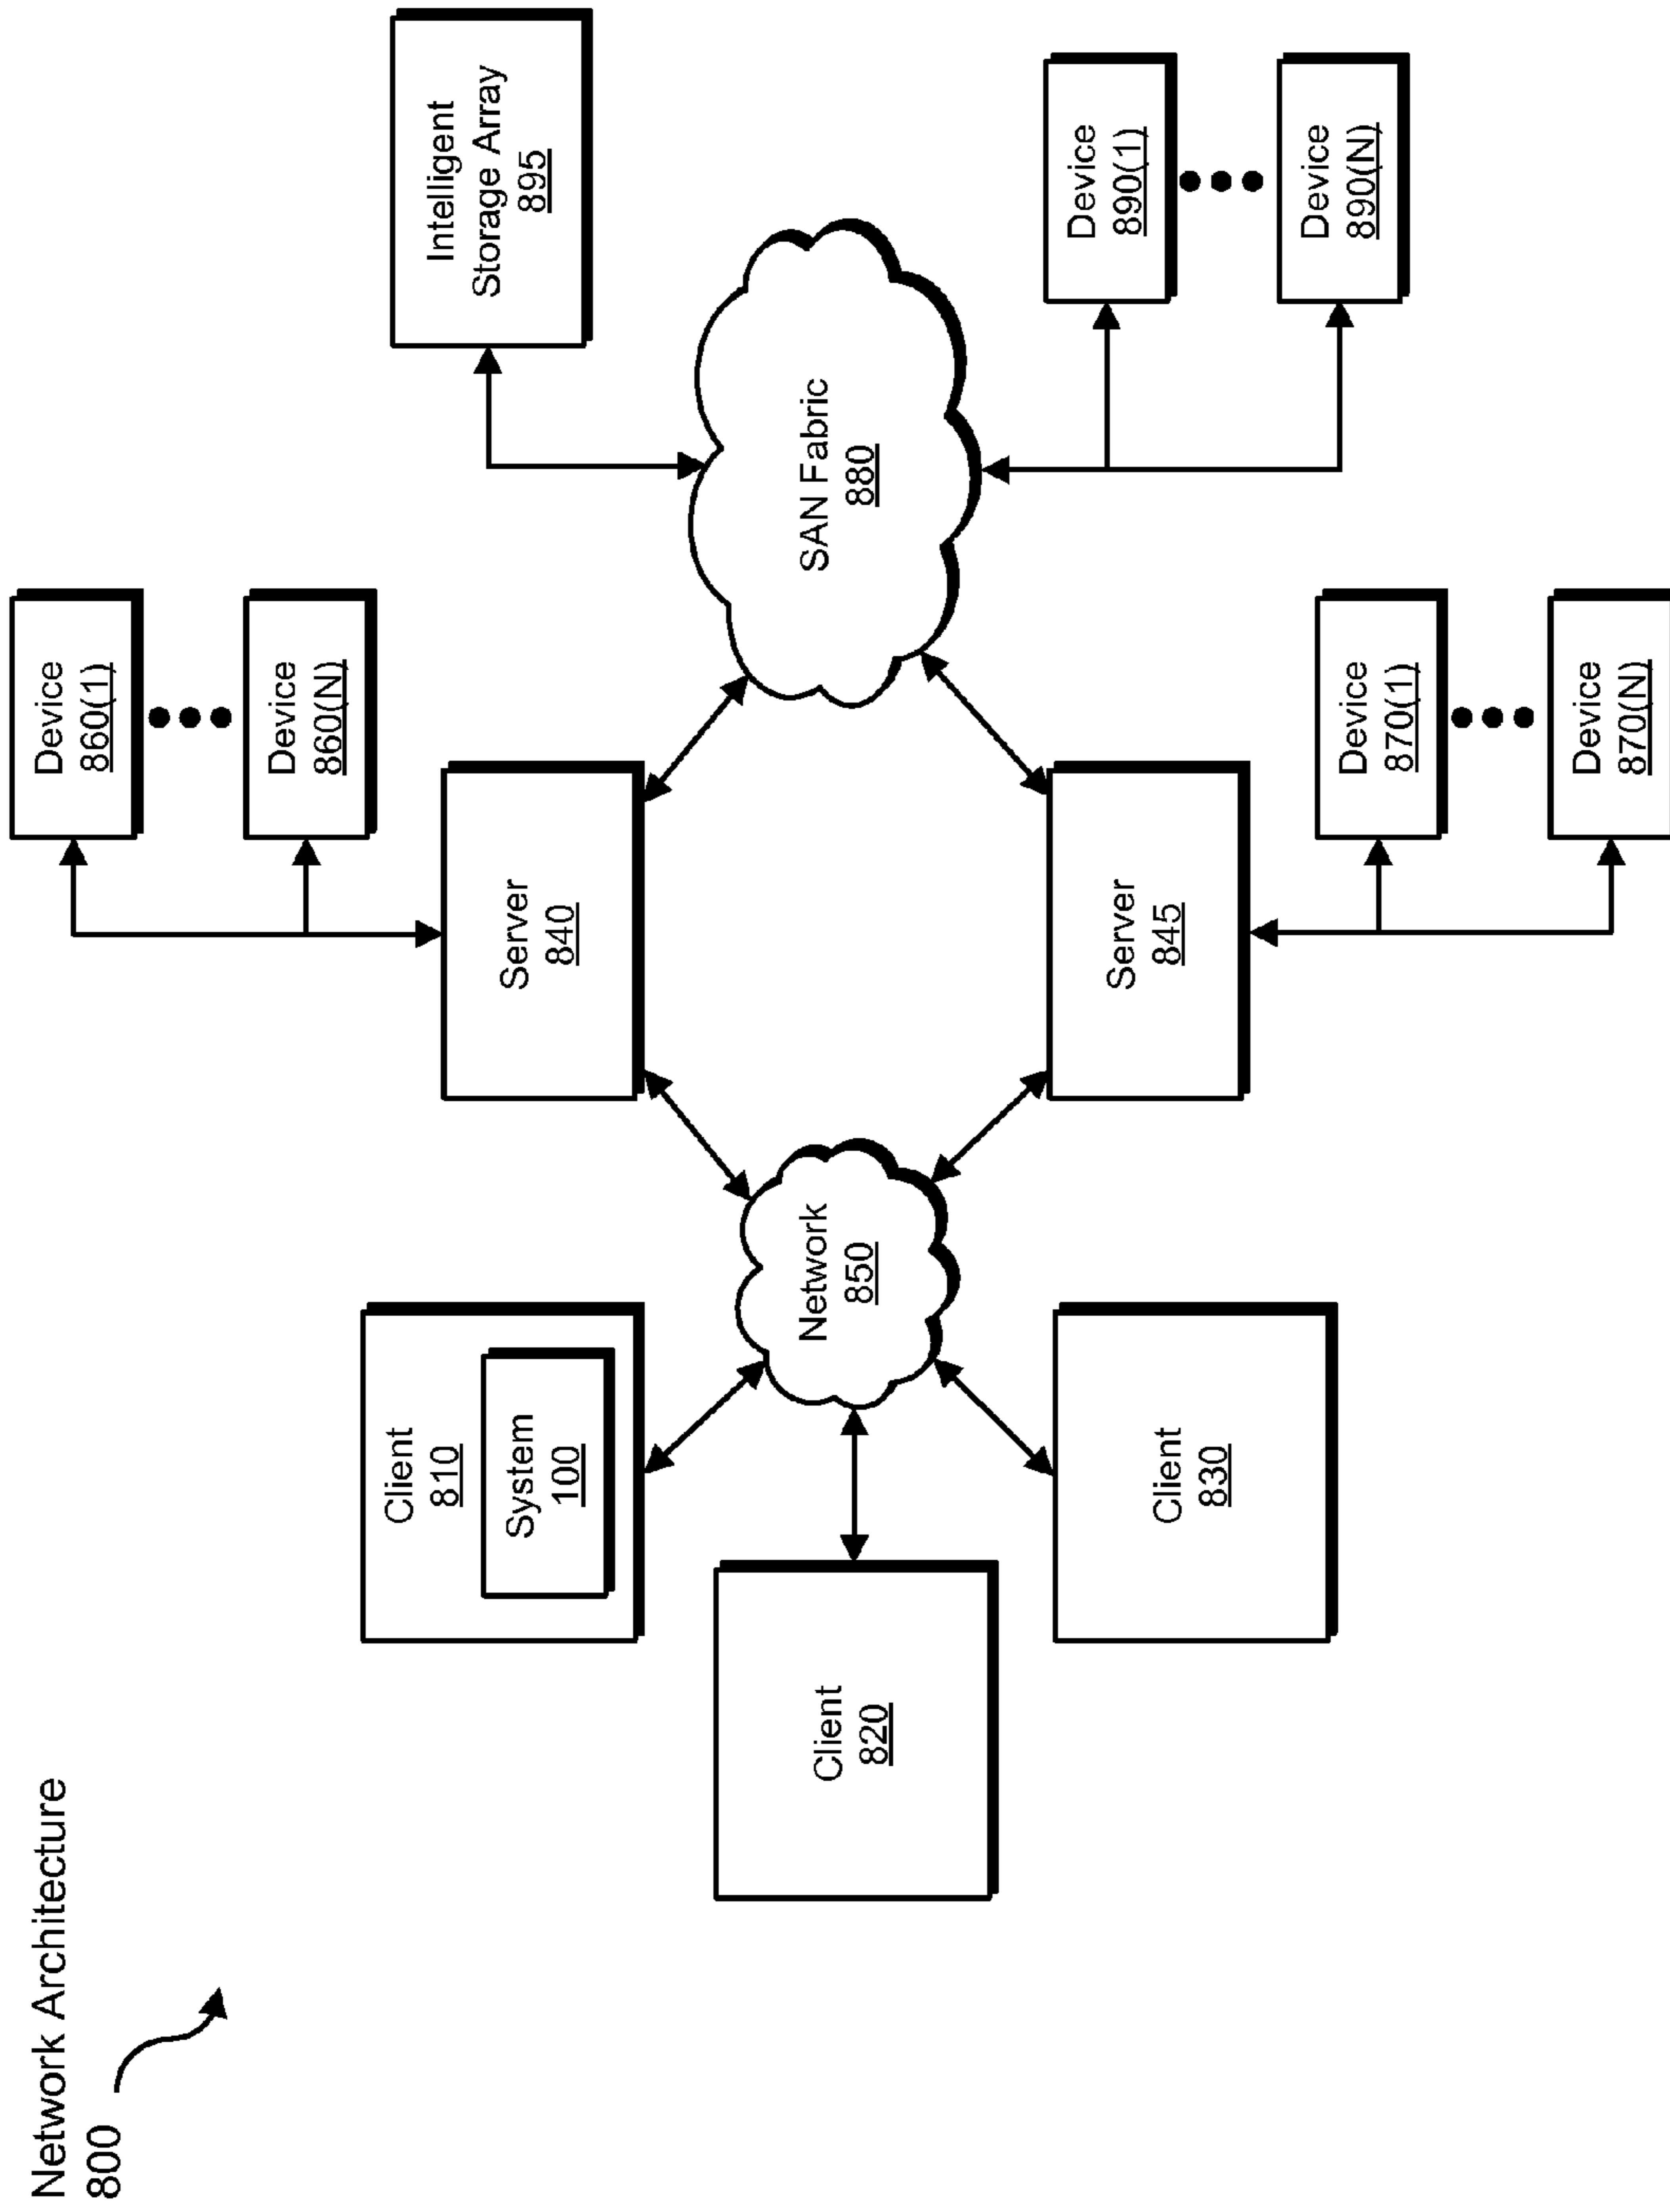 Network Architecture
800
Client
810
System
100
Client
820
Client
830
Network
850
Device
860(1)
Device
860(N)
Server
840
Server
845
Device
870(1)
Device
870(N)
SAN Fabric
880
Intelligent
Storage Array
895
Device
890(1)
Device
890(N)